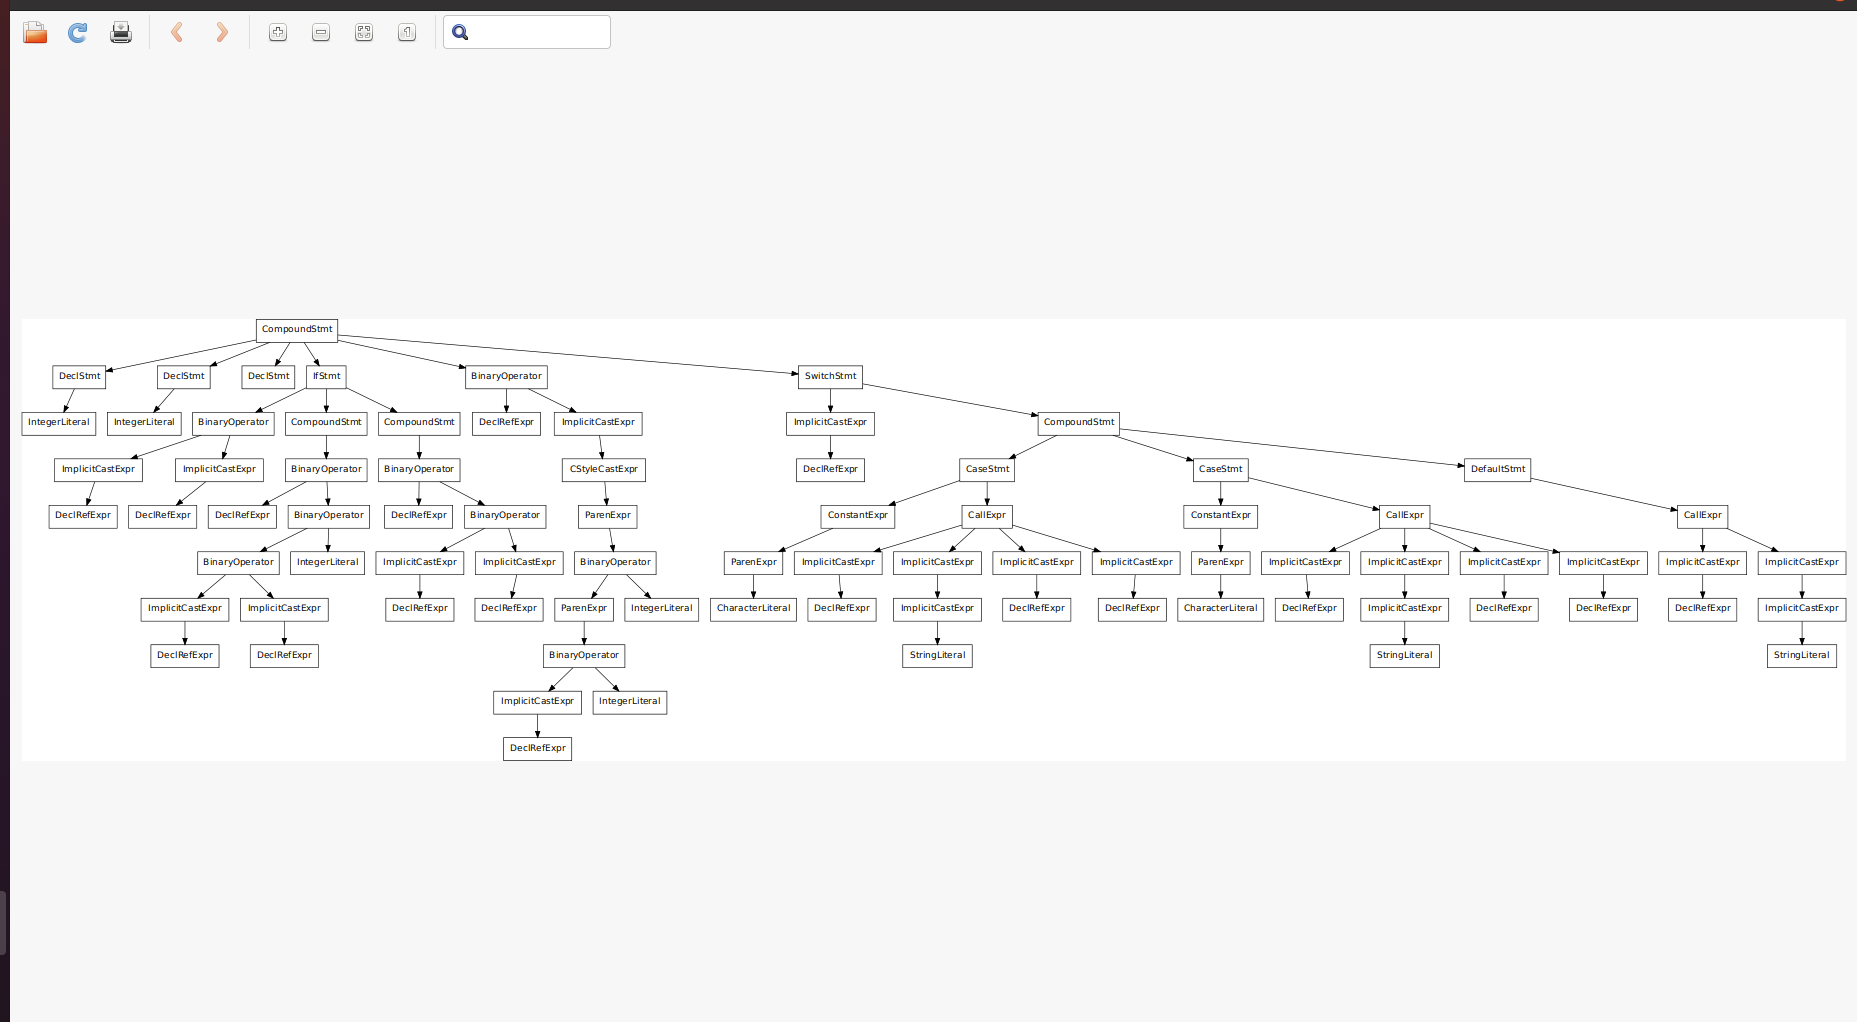 CompoundStmt
DeclStmt DeclStmt DeclStmt IfStmt BinaryOperator SwitchStmt
IntegerLiteral IntegerLiteral BinaryOperator CompoundStmt CompoundStmt DeclRefExpr ImplicitCastExpr ImplicitCastExpr CompoundStmt
ImplicitCastExpr ImplicitCastExpr BinaryOperator BinaryOperator CStyleCastExpr DeclRefExpr CaseStmt CaseStmt DefaultStmt
DeclRefExpr DeclRefExpr DeclRefExpr BinaryOperator DeclRefExpr BinaryOperator ParenExpr ConstantExpr CallExpr ConstantExpr CallExpr CallExpr
BinaryOperator IntegerLiteral ImplicitCastExpr ImplicitCastExpr BinaryOperator ParenExpr ImplicitCastExpr ImplicitCastExpr ImplicitCastExpr ImplicitCastExpr ParenExpr ImplicitCastExpr ImplicitCastExpr ImplicitCastExpr ImplicitCastExpr ImplicitCastExpr ImplicitCastExpr
ImplicitCastExpr ImplicitCastExpr DeclRefExpr DeclRefExpr ParenExpr IntegerLiteral CharacterLiteral DeclRefExpr ImplicitCastExpr DeclRefExpr DeclRefExpr CharacterLiteral DeclRefExpr ImplicitCastExpr DeclRefExpr DeclRefExpr DeclRefExpr ImplicitCastExpr
DeclRefExpr DeclRefExpr BinaryOperator StringLiteral StringLiteral StringLiteral
ImplicitCastExpr IntegerLiteral
DeclRefExpr